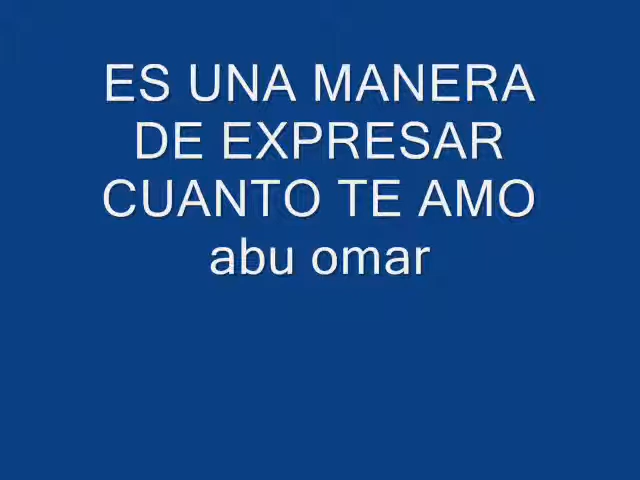 ES UNA MANERA
DE EXPRESAR
CUANTO TE AMO
abu omar